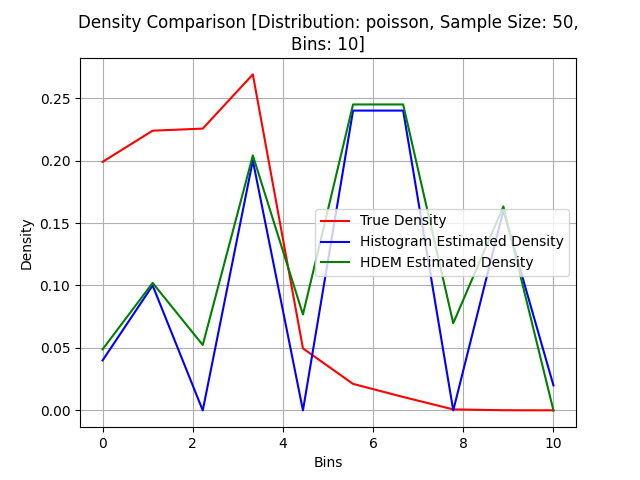 Density Comparison [Distribution: poisson, Sample Size: 50,
Bins: 10]
Density
0.25
0.20
0.15
0.10
0.05
0.00
True Density
Histogram Estimated Density
HDEM Estimated Density
0 2 4 6 8 10
Bins